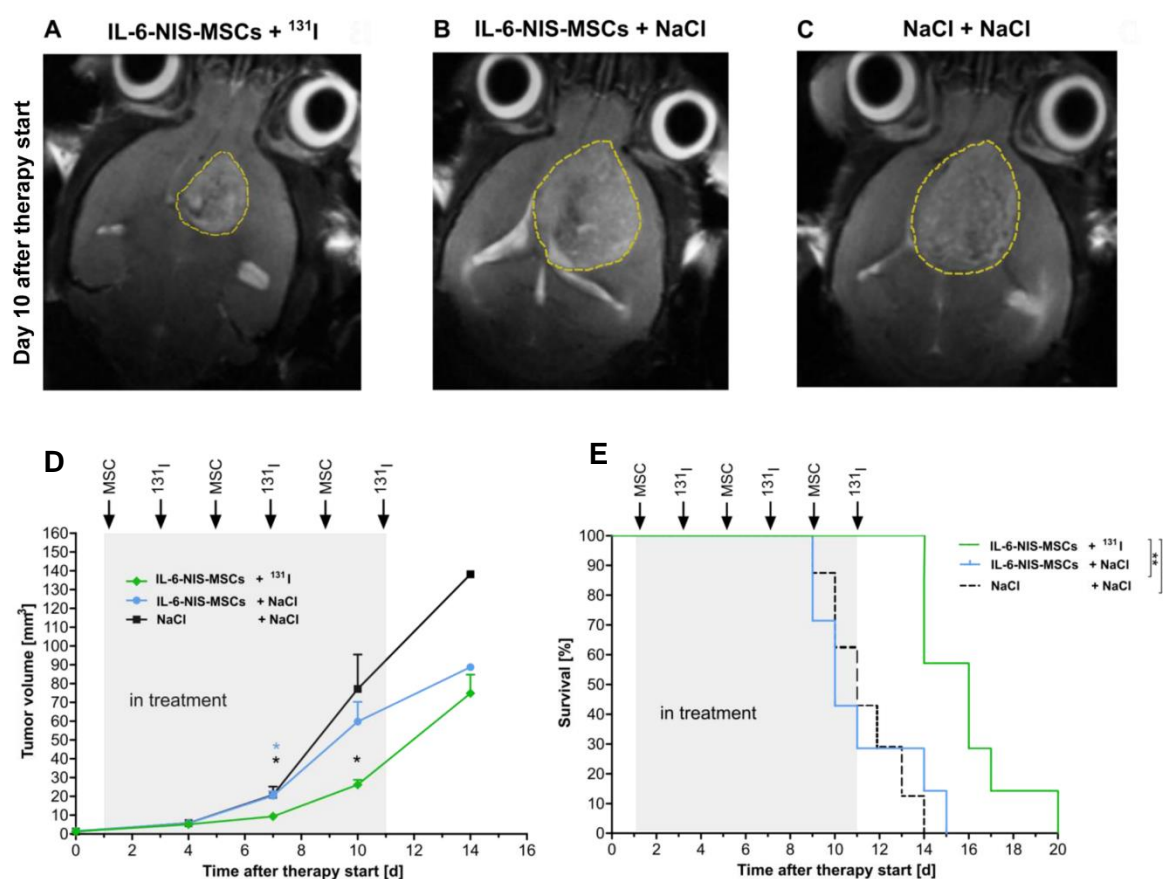 A IL-6-NIS-MSCs + ¹³¹I
B IL-6-NIS-MSCs + NaCl
C NaCl + NaCl
Day 10 after therapy start
D
MSC
¹³¹I
MSC
¹³¹I
MSC
¹³¹I
160
150
140
130
120
110
100
90
80
70
60
50
40
30
20
10
0
Tumor volume [mm³]
IL-6-NIS-MSCs + ¹³¹I
IL-6-NIS-MSCs + NaCl
NaCl + NaCl
in treatment
*
*
*
0 2 4 6 8 10 12 14 16
Time after therapy start [d]
E
MSC
¹³¹I
MSC
¹³¹I
MSC
¹³¹I
100
90
80
70
60
50
40
30
20
10
0
Survival [%]
IL-6-NIS-MSCs + ¹³¹I
IL-6-NIS-MSCs + NaCl
NaCl + NaCl
**
in treatment
0 2 4 6 8 10 12 14 16 18 20
Time after therapy start [d]